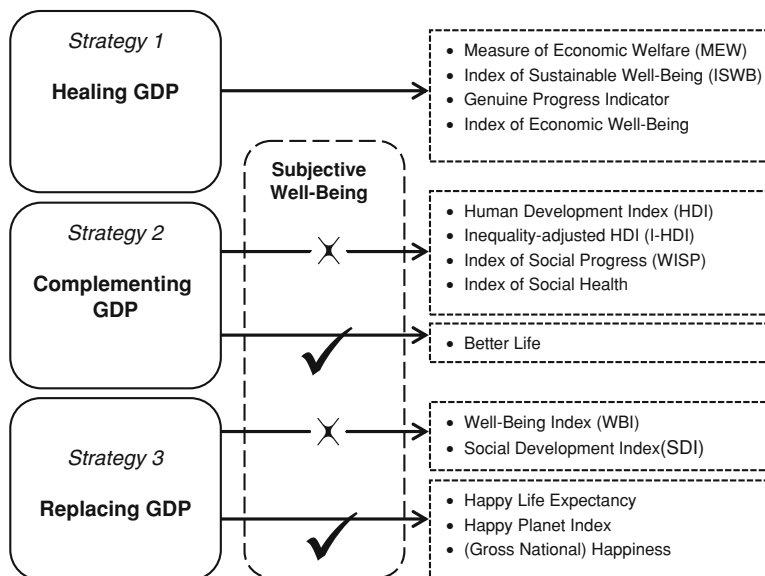 Strategy 1
Healing GDP
• Measure of Economic Welfare (MEW)
• Index of Sustainable Well-Being (ISWB)
• Genuine Progress Indicator
• Index of Economic Well-Being
Subjective
Well-Being
Strategy 2
Complementing
GDP
• Human Development Index (HDI)
• Inequality-adjusted HDI (I-HDI)
• Index of Social Progress (WISP)
• Index of Social Health
• Better Life
Strategy 3
Replacing GDP
• Well-Being Index (WBI)
• Social Development Index(SDI)
• Happy Life Expectancy
• Happy Planet Index
• (Gross National) Happiness